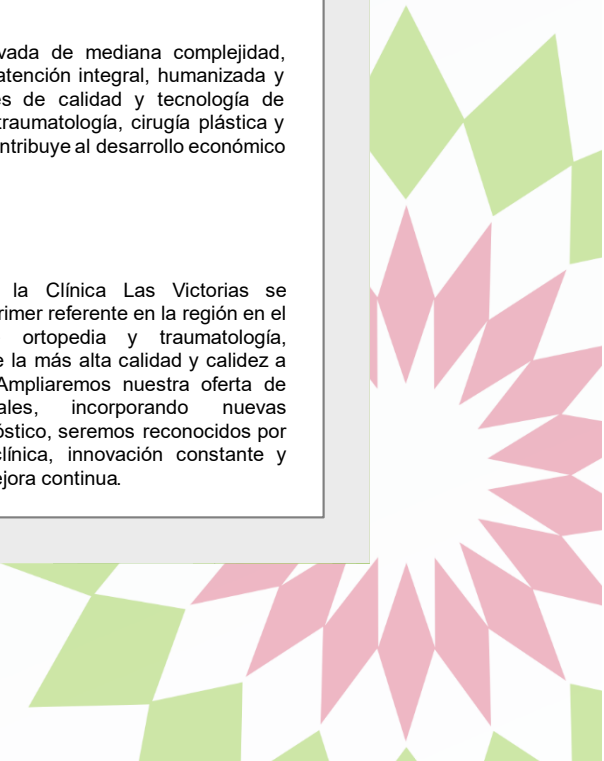 vada de mediana complejidad,
atención integral, humanizada y
es de calidad y tecnología de
traumatología, cirugía plástica y
ntribuye al desarrollo económico
la Clínica Las Victorias se
rimer referente en la región en el
ortopedia y traumatología,
e la más alta calidad y calidez a
Ampliaremos nuestra oferta de
ales, incorporando nuevas
óstico, seremos reconocidos por
clínica, innovación constante y
ejora continua.